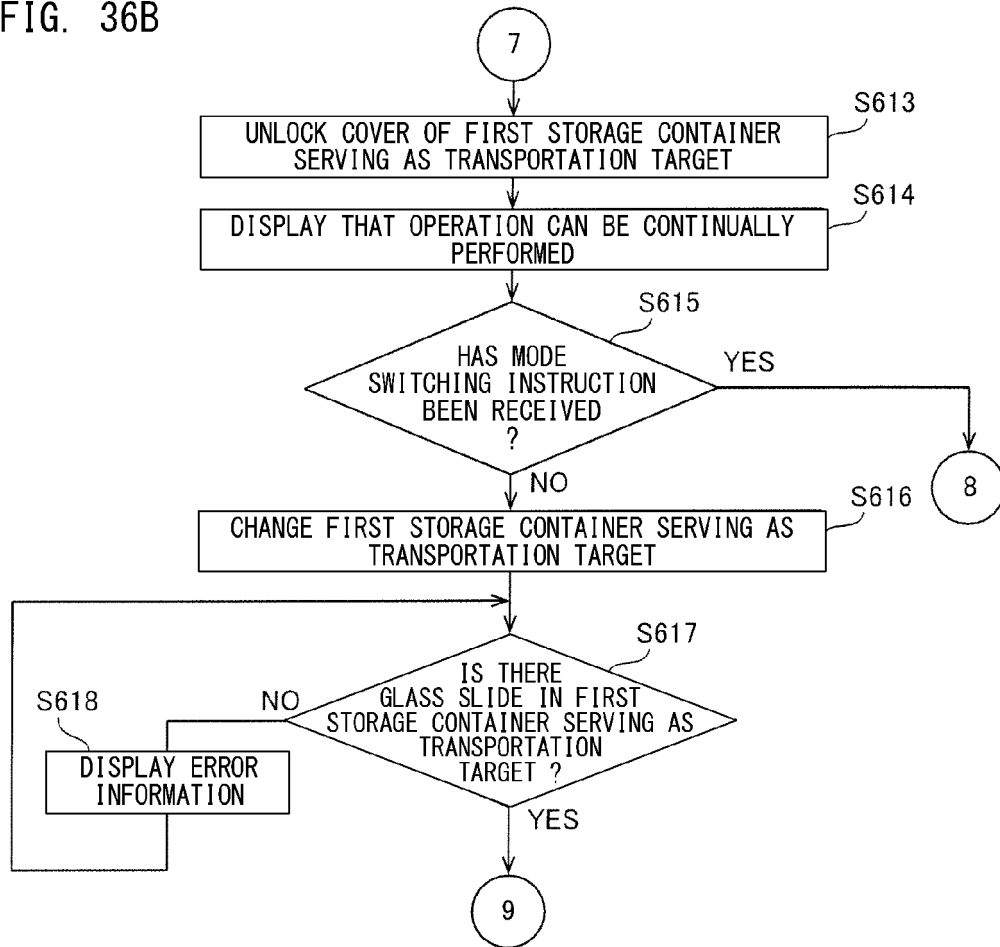 FIG. 36B
7
S613
UNLOCK COVER OF FIRST STORAGE CONTAINER
SERVING AS TRANSPORTATION TARGET
S614
DISPLAY THAT OPERATION CAN BE CONTINUALLY
PERFORMED
S615
HAS MODE
SWITCHING INSTRUCTION
BEEN RECEIVED
?
YES
8
NO
S616
CHANGE FIRST STORAGE CONTAINER SERVING AS
TRANSPORTATION TARGET
S617
IS THERE
GLASS SLIDE IN FIRST
STORAGE CONTAINER SERVING AS
TRANSPORTATION
TARGET ?
NO
S618
DISPLAY ERROR
INFORMATION
YES
9